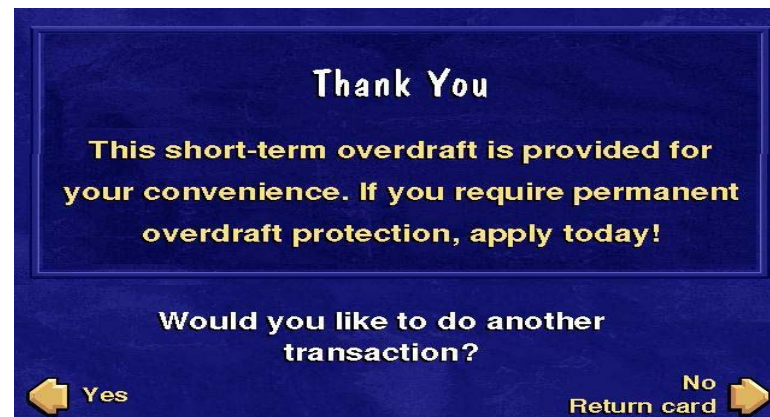 Thank You
This short-term overdraft is provided for
your convenience. If you require permanent
overdraft protection, apply today!
Would you like to do another
transaction?
Yes
No
Return card